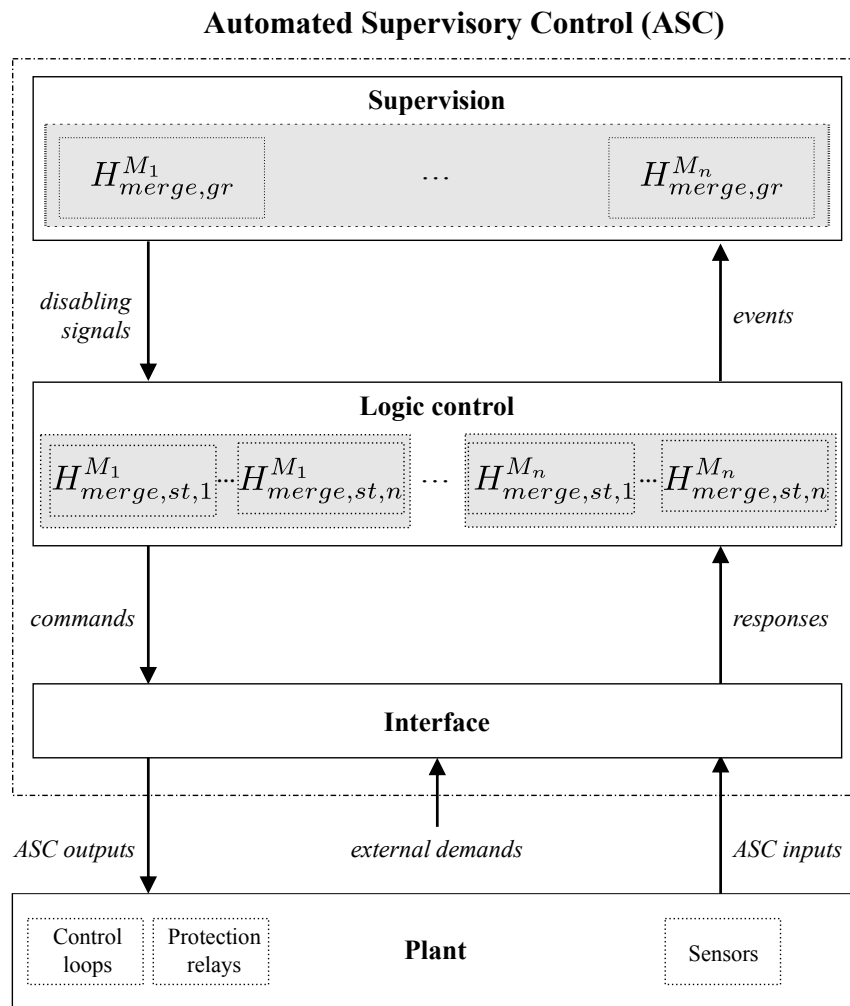 Automated Supervisory Control (ASC)
Supervision
$H^{M_1}_{merge,gr}$ ... $H^{M_n}_{merge,gr}$
disabling
signals
events
Logic control
$H^{M_1}_{merge,st,1}$ ... $H^{M_1}_{merge,st,n}$ ... $H^{M_n}_{merge,st,1}$ ... $H^{M_n}_{merge,st,n}$
commands
responses
Interface
ASC outputs
external demands
ASC inputs
Control
loops
Protection
relays
Plant
Sensors